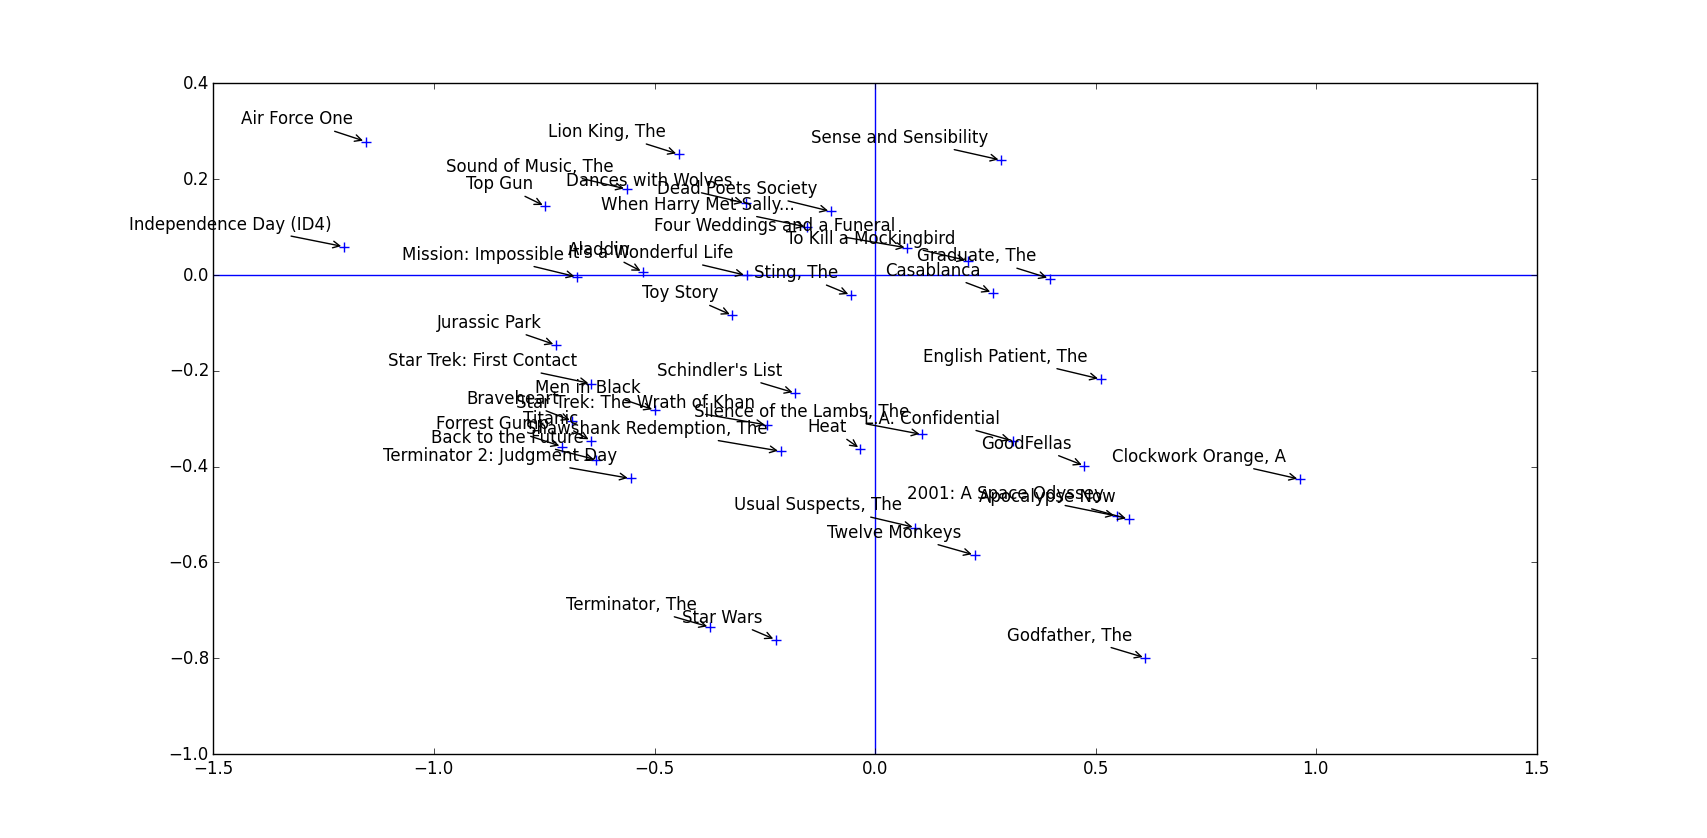 0.4
Air Force One
Lion King, The
Sense and Sensibility
Sound of Music, The
0.2
Top Gun
Dances with Wolves
Dead Poets Society
When Harry Met Sally...
Independence Day (ID4)
Four Weddings and a Funeral
To Kill a Mockingbird
Mission: Impossible
Aladdin
It's a Wonderful Life
Graduate, The
0.0
Sting, The
Casablanca
Toy Story
Jurassic Park
Star Trek: First Contact
English Patient, The
−0.2
Schindler's List
Men in Black
Braveheart
Star Trek: The Wrath of Khan
Silence of the Lambs, The
L.A. Confidential
Forrest Gump
Titanic
Shawshank Redemption, The
Heat
Back to the Future
GoodFellas
Terminator 2: Judgment Day
Clockwork Orange, A
−0.4
2001: A Space Odyssey
Apocalypse Now
Usual Suspects, The
Twelve Monkeys
−0.6
Terminator, The
Star Wars
Godfather, The
−0.8
−1.0
−1.5 −1.0 −0.5 0.0 0.5 1.0 1.5